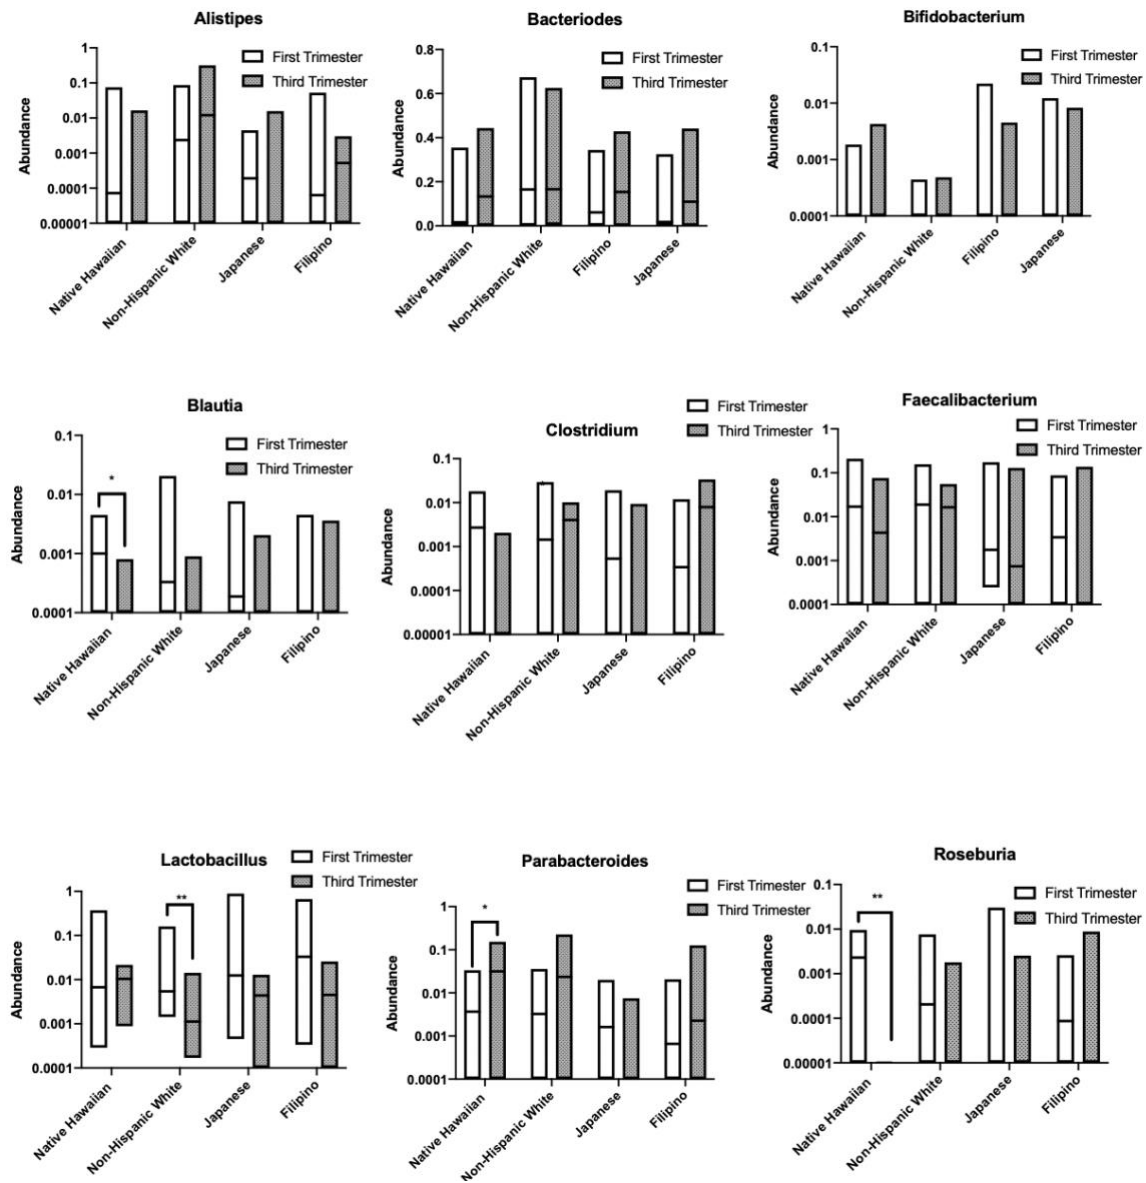 Alistipes
First Trimester
Third Trimester
Abundance
1
0.1
0.01
0.001
0.0001
0.00001
Native Hawaiian
Non-Hispanic White
Japanese
Filipino
Bacteriodes
First Trimester
Third Trimester
Abundance
0.8
0.6
0.4
0.2
0.0
Native Hawaiian
Non-Hispanic White
Filipino
Japanese
Bifidobacterium
First Trimester
Third Trimester
Abundance
0.1
0.01
0.001
0.0001
Native Hawaiian
Non-Hispanic White
Filipino
Japanese
Blautia
First Trimester
Third Trimester
Abundance
0.1
0.01
0.001
0.0001
*
Native Hawaiian
Non-Hispanic White
Japanese
Filipino
Clostridium
First Trimester
Third Trimester
Abundance
0.1
0.01
0.001
0.0001
0.00001
Native Hawaiian
Non-Hispanic White
Japanese
Filipino
Faecalibacterium
First Trimester
Third Trimester
Abundance
1
0.1
0.01
0.001
0.0001
Native Hawaiian
Non-Hispanic White
Japanese
Filipino
Lactobacillus
First Trimester
Third Trimester
Abundance
1
0.1
0.01
0.001
0.0001
**
Native Hawaiian
Non-Hispanic White
Japanese
Filipino
Parabacteroides
First Trimester
Third Trimester
Abundance
1
0.1
0.01
0.001
0.0001
*
Native Hawaiian
Non-Hispanic White
Japanese
Filipino
Roseburia
First Trimester
Third Trimester
Abundance
0.1
0.01
0.001
0.0001
0.00001
**
Native Hawaiian
Non-Hispanic White
Japanese
Filipino